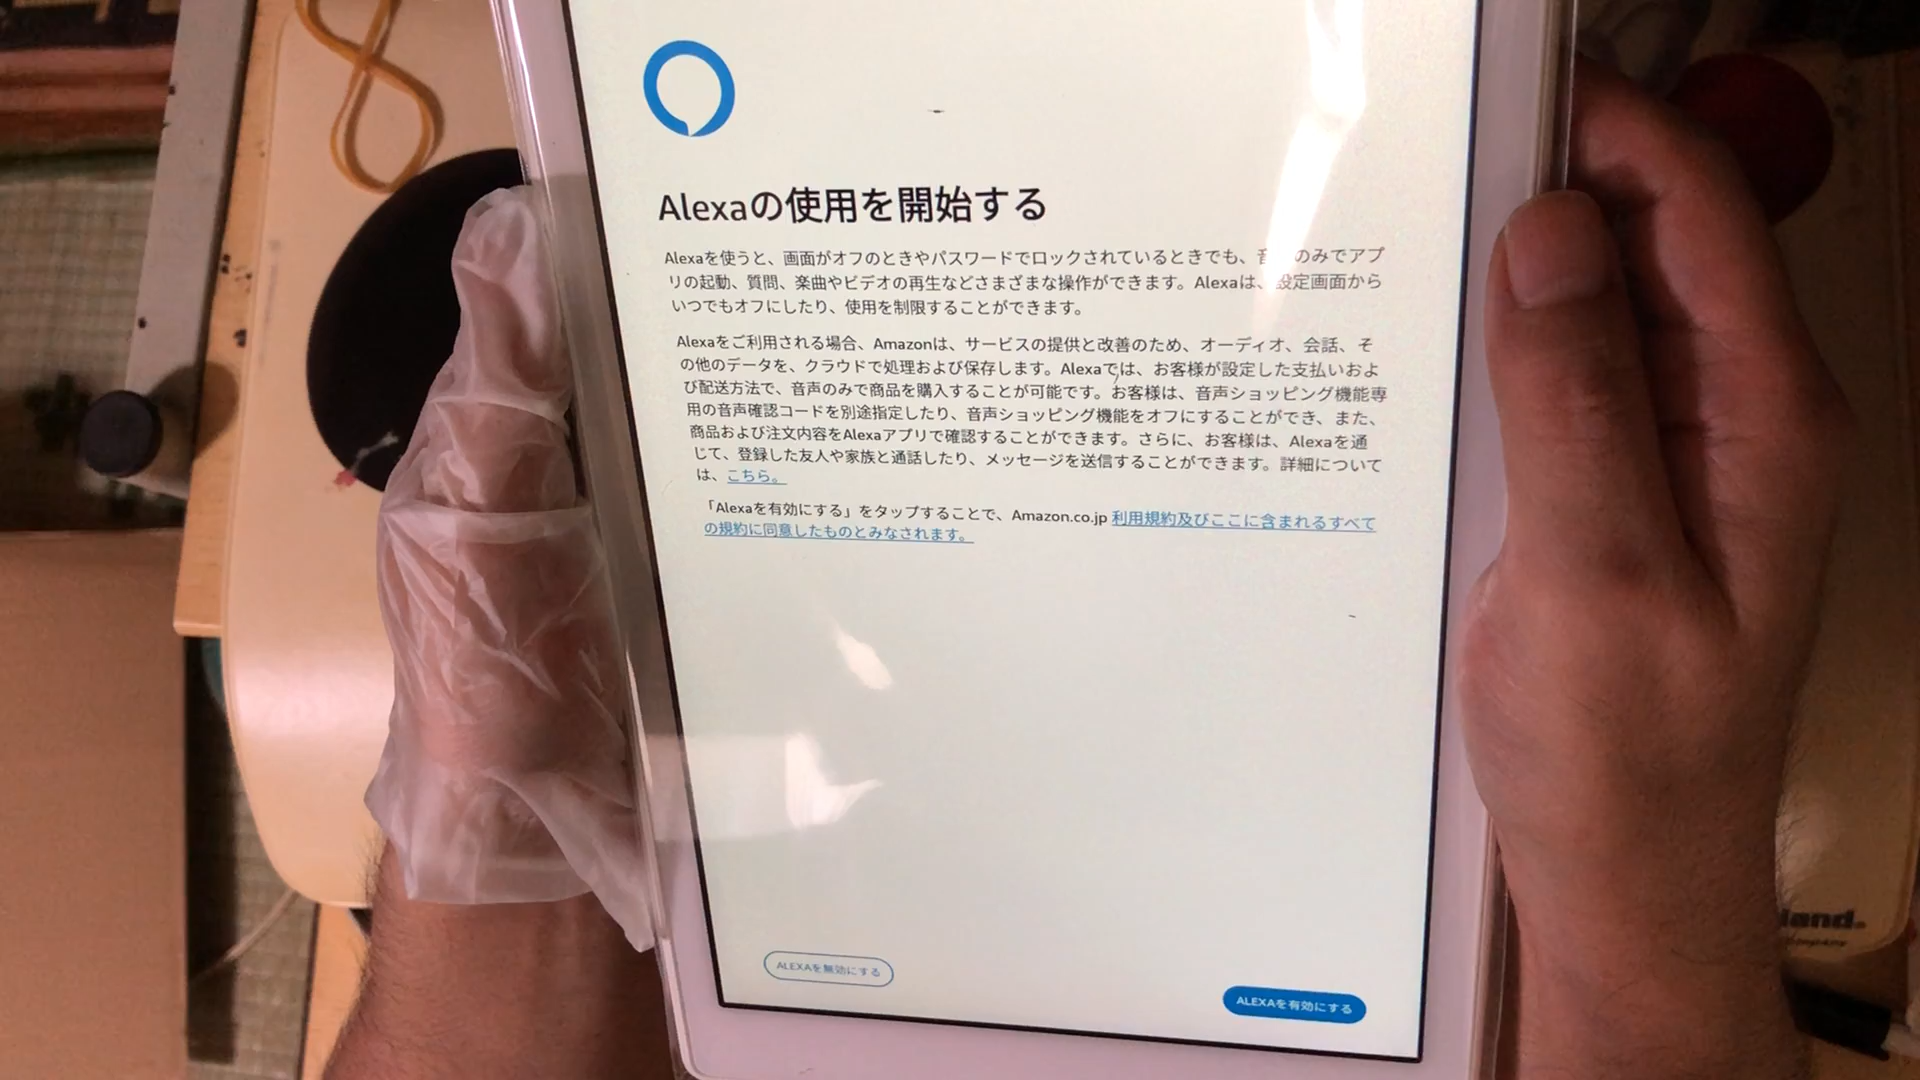 Alexaの使用を開始する
Alexaを使うと、画面がオフのときやパスワードでロックされているときでも、音 のみでアプ
リの起動、質問、楽曲やビデオの再生などさまざまな操作ができます。Alexaは、設定画面から
いつでもオフにしたり、使用を制限することができます。
Alexaをご利用される場合、Amazonは、サービスの提供と改善のため、オーディオ、会話、そ
の他のデータを、クラウドで処理および保存します。Alexaでは、お客様が設定した支払いおよ
び配送方法で、音声のみで商品を購入することが可能です。お客様は、音声ショッピング機能専
用の音声確認コードを別途指定したり、音声ショッピング機能をオフにすることができ、また、
商品および注文内容をAlexaアプリで確認することができます。さらに、お客様は、Alexaを通
じて、登録した友人や家族と通話したり、メッセージを送信することができます。詳細について
は、こちら。
「Alexaを有効にする」をタップすることで、Amazon.co.jp 利用規約及びここに含まれるすべて
の規約に同意したものとみなされます。
ALEXAを無効にする
ALEXAを有効にする
land